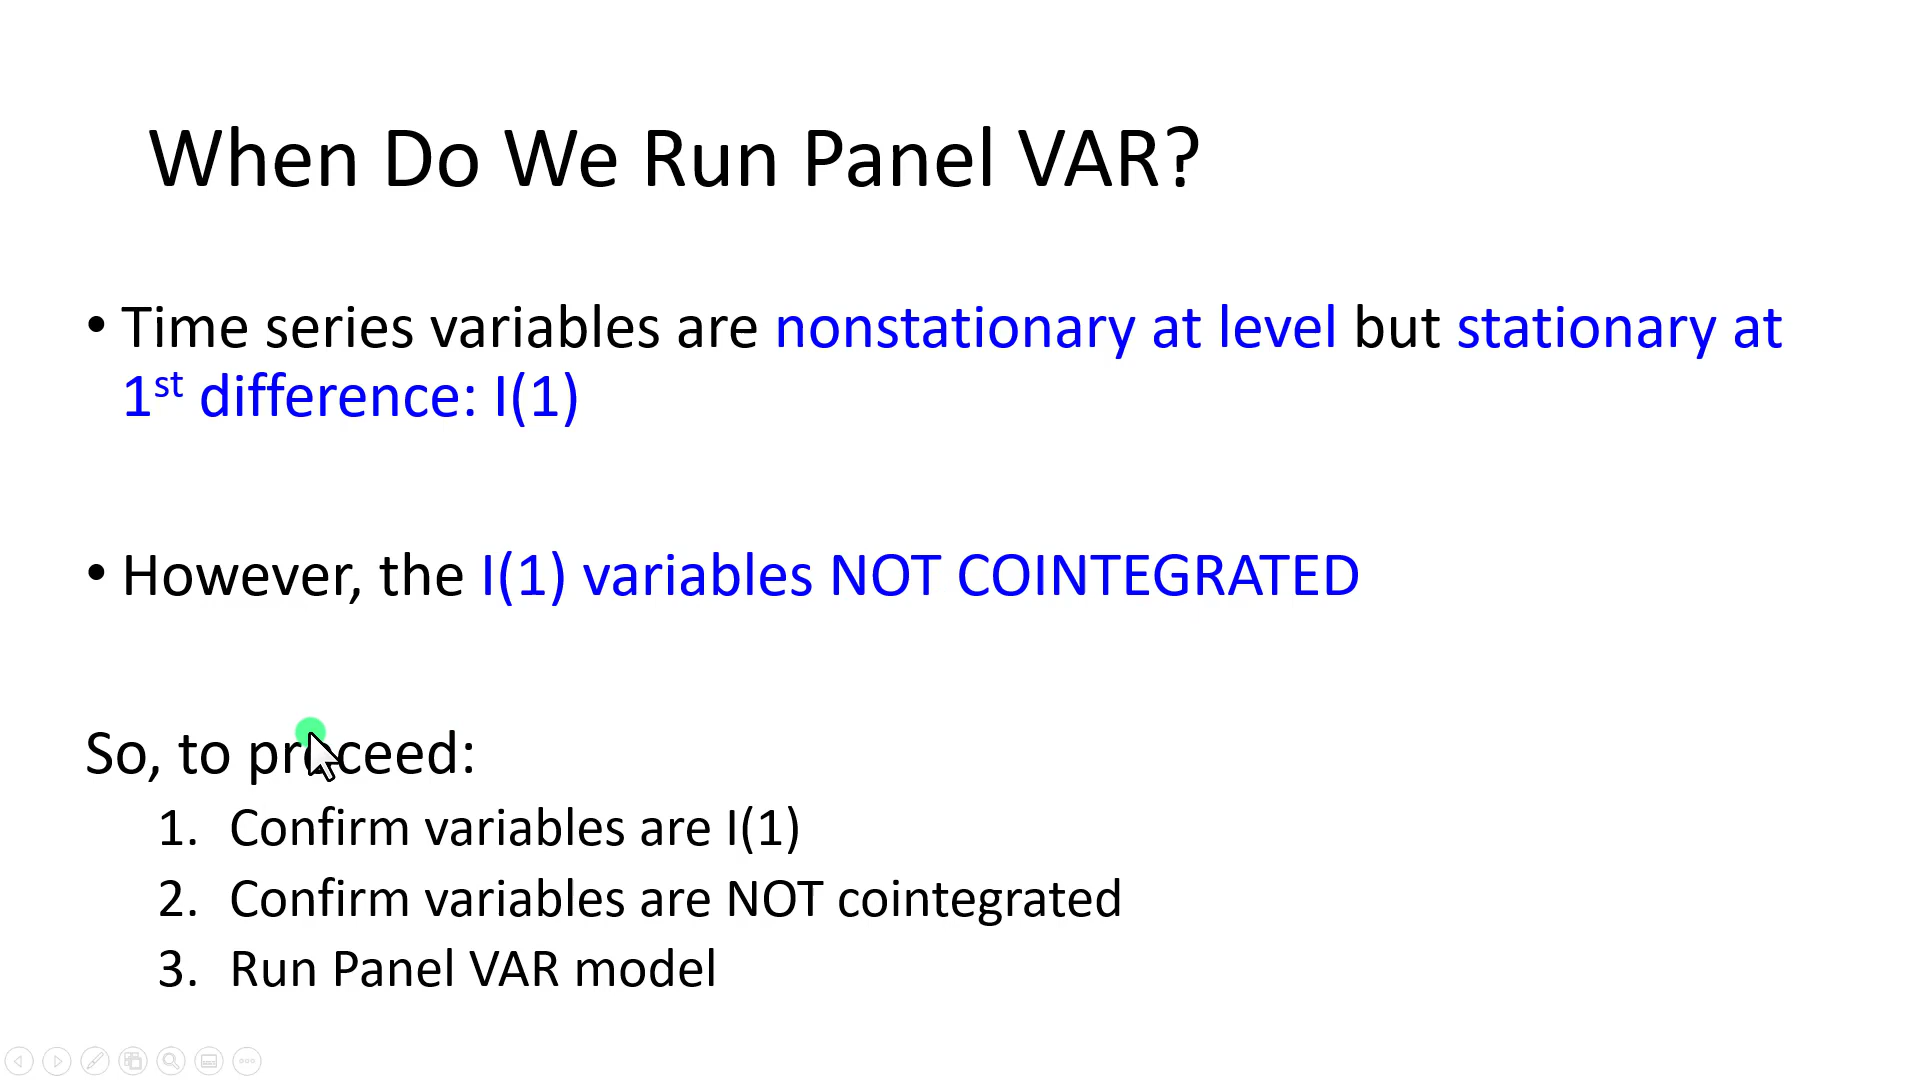 When Do We Run Panel VAR?
• Time series variables are nonstationary at level but stationary at
1st difference: I(1)
• However, the I(1) variables NOT COINTEGRATED
So, to proceed:
1. Confirm variables are I(1)
2. Confirm variables are NOT cointegrated
3. Run Panel VAR model